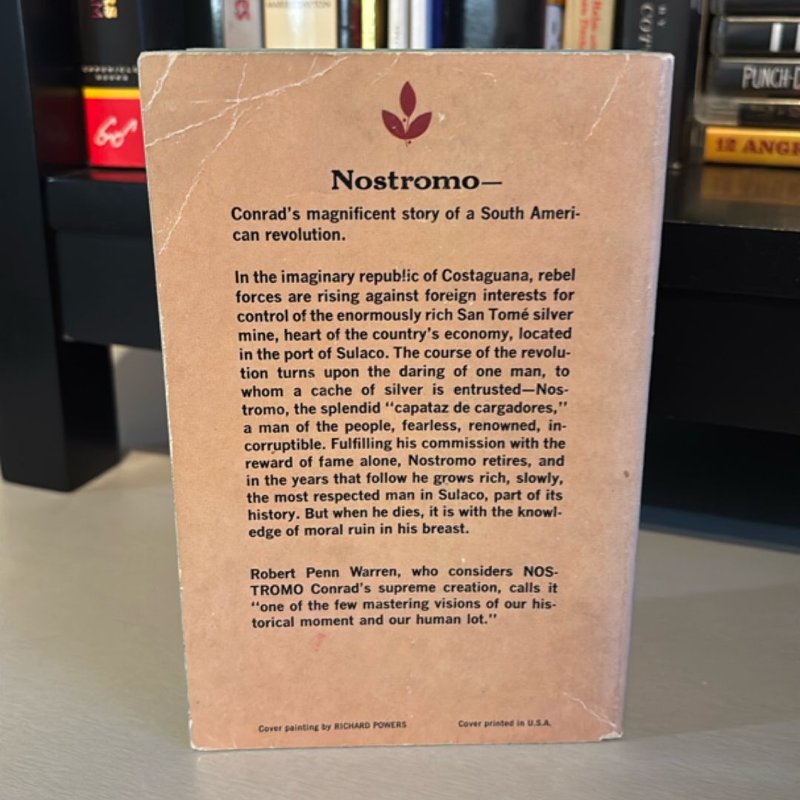 Nostromo—
Conrad's magnificent story of a South Ameri-
can revolution.
In the imaginary republic of Costaguana, rebel
forces are rising against foreign interests for
control of the enormously rich San Tomé silver
mine, heart of the country's economy, located
in the port of Sulaco. The course of the revolu-
tion turns upon the daring of one man, to
whom a cache of silver is entrusted—Nos-
tromo, the splendid "capataz de cargadores,"
a man of the people, fearless, renowned, in-
corruptible. Fulfilling his commission with the
reward of fame alone, Nostromo retires, and
in the years that follow he grows rich, slowly,
the most respected man in Sulaco, part of its
history. But when he dies, it is with the knowl-
edge of moral ruin in his breast.
Robert Penn Warren, who considers NOS-
TROMO Conrad's supreme creation, calls it
"one of the few mastering visions of our his-
torical moment and our human lot."
Cover painting by RICHARD POWERS
Cover printed in U.S.A.
PUNCH-D
12 ANGR